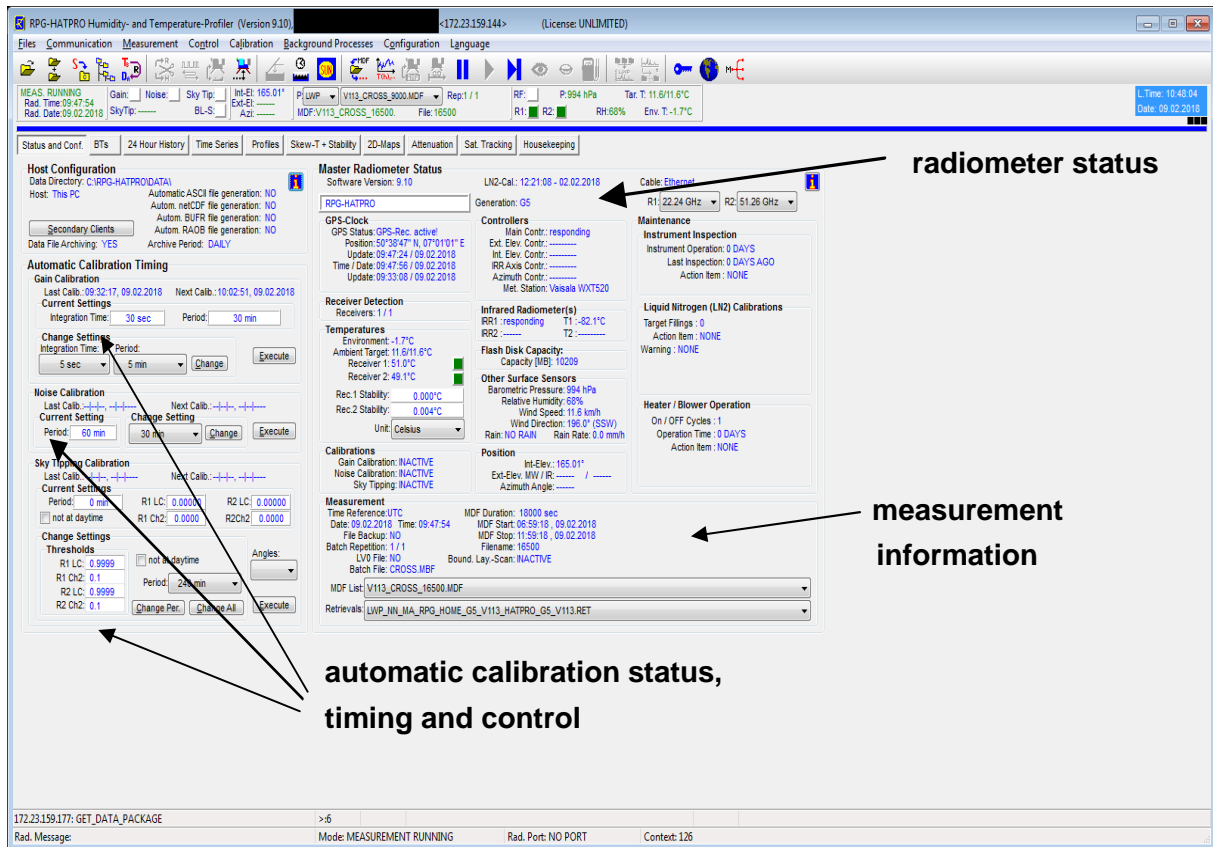 RPG-HATPRO Humidity- and Temperature-Profiler (Version 9.10), <172.23.159.144> (License: UNLIMITED)
Files Communication Measurement Control Calibration Background Processes Configuration Language
MEAS. RUNNING Gain: Noise: Sky Tip: Int-El: 165.01° P: LWP V113_CROSS_9000.MDF Rep:1 / 1 RF: P:994 hPa Tar. T: 11.6/11.6°C L.Time: 10:48:04
Rad. Time:09:47:54 Ext-El: ------
Rad. Date:09.02.2018 SkyTip:------ BL-S: Azi: ------ MDF:V113_CROSS_16500. File:16500 R1: R2: RH:68% Env. T: -1.7°C Date: 09.02.2018
Status and Conf. BTs 24 Hour History Time Series Profiles Skew-T + Stability 2D-Maps Attenuation Sat. Tracking Housekeeping
radiometer status
Host Configuration
Data Directory: C:\RPG-HATPRO\DATA\
Host: This PC Automatic ASCII file generation: NO
Autom. netCDF file generation: NO
Autom. BUFR file generation: NO
Secondary Clients Autom. RAOB file generation: NO
Data File Archiving: YES Archive Period: DAILY
Automatic Calibration Timing
Gain Calibration
Last Calib.:09:32:17, 09.02.2018 Next Calib.:10:02:51, 09.02.2018
Current Settings
Integration Time: 30 sec Period: 30 min
Change Settings
Integration Time: Period:
5 sec 5 min Change Execute
Noise Calibration
Last Calib.:--|--|--, --|--|---- Next Calib.:--|--|--, --|--|----
Current Setting Change Setting
Period: 60 min 30 min Change Execute
Sky Tipping Calibration
Last Calib.:--|--|--, --|--|---- Next Calib.:--|--|--, --|--|----
Current Settings
Period: 0 min R1 LC: 0.00000 R2 LC: 0.00000
not at daytime R1 Ch2: 0.0000 R2Ch2 0.0000
Change Settings
Thresholds
R1 LC: 0.9999 not at daytime Angles:
R1 Ch2: 0.1
R2 LC: 0.9999 Period: 240 min
R2 Ch2: 0.1 Change Per. Change All Execute
Master Radiometer Status
Software Version: 9.10 LN2-Cal.: 12:21:08 - 02.02.2018 Cable: Ethernet
RPG-HATPRO Generation: G5 R1: 22.24 GHz R2: 51.26 GHz
GPS-Clock
GPS Status:GPS-Rec. active!
Position:50°38'47" N, 07°01'01" E
Update:09:47:24 / 09.02.2018
Time / Date:09:47:56 / 09.02.2018
Update:09:33:08 / 09.02.2018
Receiver Detection
Receivers: 1 / 1
Temperatures
Environment:-1.7°C
Ambient Target: 11.6/11.6°C
Receiver 1: 51.0°C
Receiver 2: 49.1°C
Rec.1 Stability: 0.000°C
Rec.2 Stability: 0.004°C
Unit: Celsius
Calibrations
Gain Calibration: INACTIVE
Noise Calibration: INACTIVE
Sky Tipping: INACTIVE
Controllers
Main Contr.: responding
Ext. Elev. Contr.:---------
Int. Elev. Contr.:---------
IRR Axis Contr.:---------
Azimuth Contr.:---------
Met. Station: Vaisala WXT520
Infrared Radiometer(s)
IRR1 :responding T1 :-82.1°C
IRR2 :------ T2 :---------
Flash Disk Capacity:
Capacity [MB]: 10209
Other Surface Sensors
Barometric Pressure: 994 hPa
Relative Humidity: 68%
Wind Speed: 11.6 km/h
Wind Direction: 196.0° (SSW)
Rain: NO RAIN Rain Rate: 0.0 mm/h
Position
Int-Elev.: 165.01°
Ext-Elev. MW / IR: ------ / ------
Azimuth Angle: ------
Maintenance
Instrument Inspection
Instrument Operation: 0 DAYS
Last Inspection: 0 DAYS AGO
Action Item : NONE
Liquid Nitrogen (LN2) Calibrations
Target Fillings : 0
Action Item : NONE
Warning : NONE
Heater / Blower Operation
On / OFF Cycles : 1
Operation Time : 0 DAYS
Action Item : NONE
Measurement
Time Reference:UTC MDF Duration: 18000 sec
Date: 09.02.2018 Time: 09:47:54 MDF Start: 06:59:18 , 09.02.2018
File Backup: NO MDF Stop: 11:59:18 , 09.02.2018
Batch Repetition: 1 / 1 Filename: 16500
LV0 File: NO Bound. Lay.-Scan: INACTIVE
Batch File: CROSS.MBF
MDF List: V113_CROSS_16500.MDF
Retrievals: LWP_NN_MA_RPG_HOME_G5_V113_HATPRO_G5_V113.RET
measurement
information
automatic calibration status,
timing and control
172.23.159.177: GET_DATA_PACKAGE >:6
Rad. Message: Mode: MEASUREMENT RUNNING Rad. Port: NO PORT Context: 126